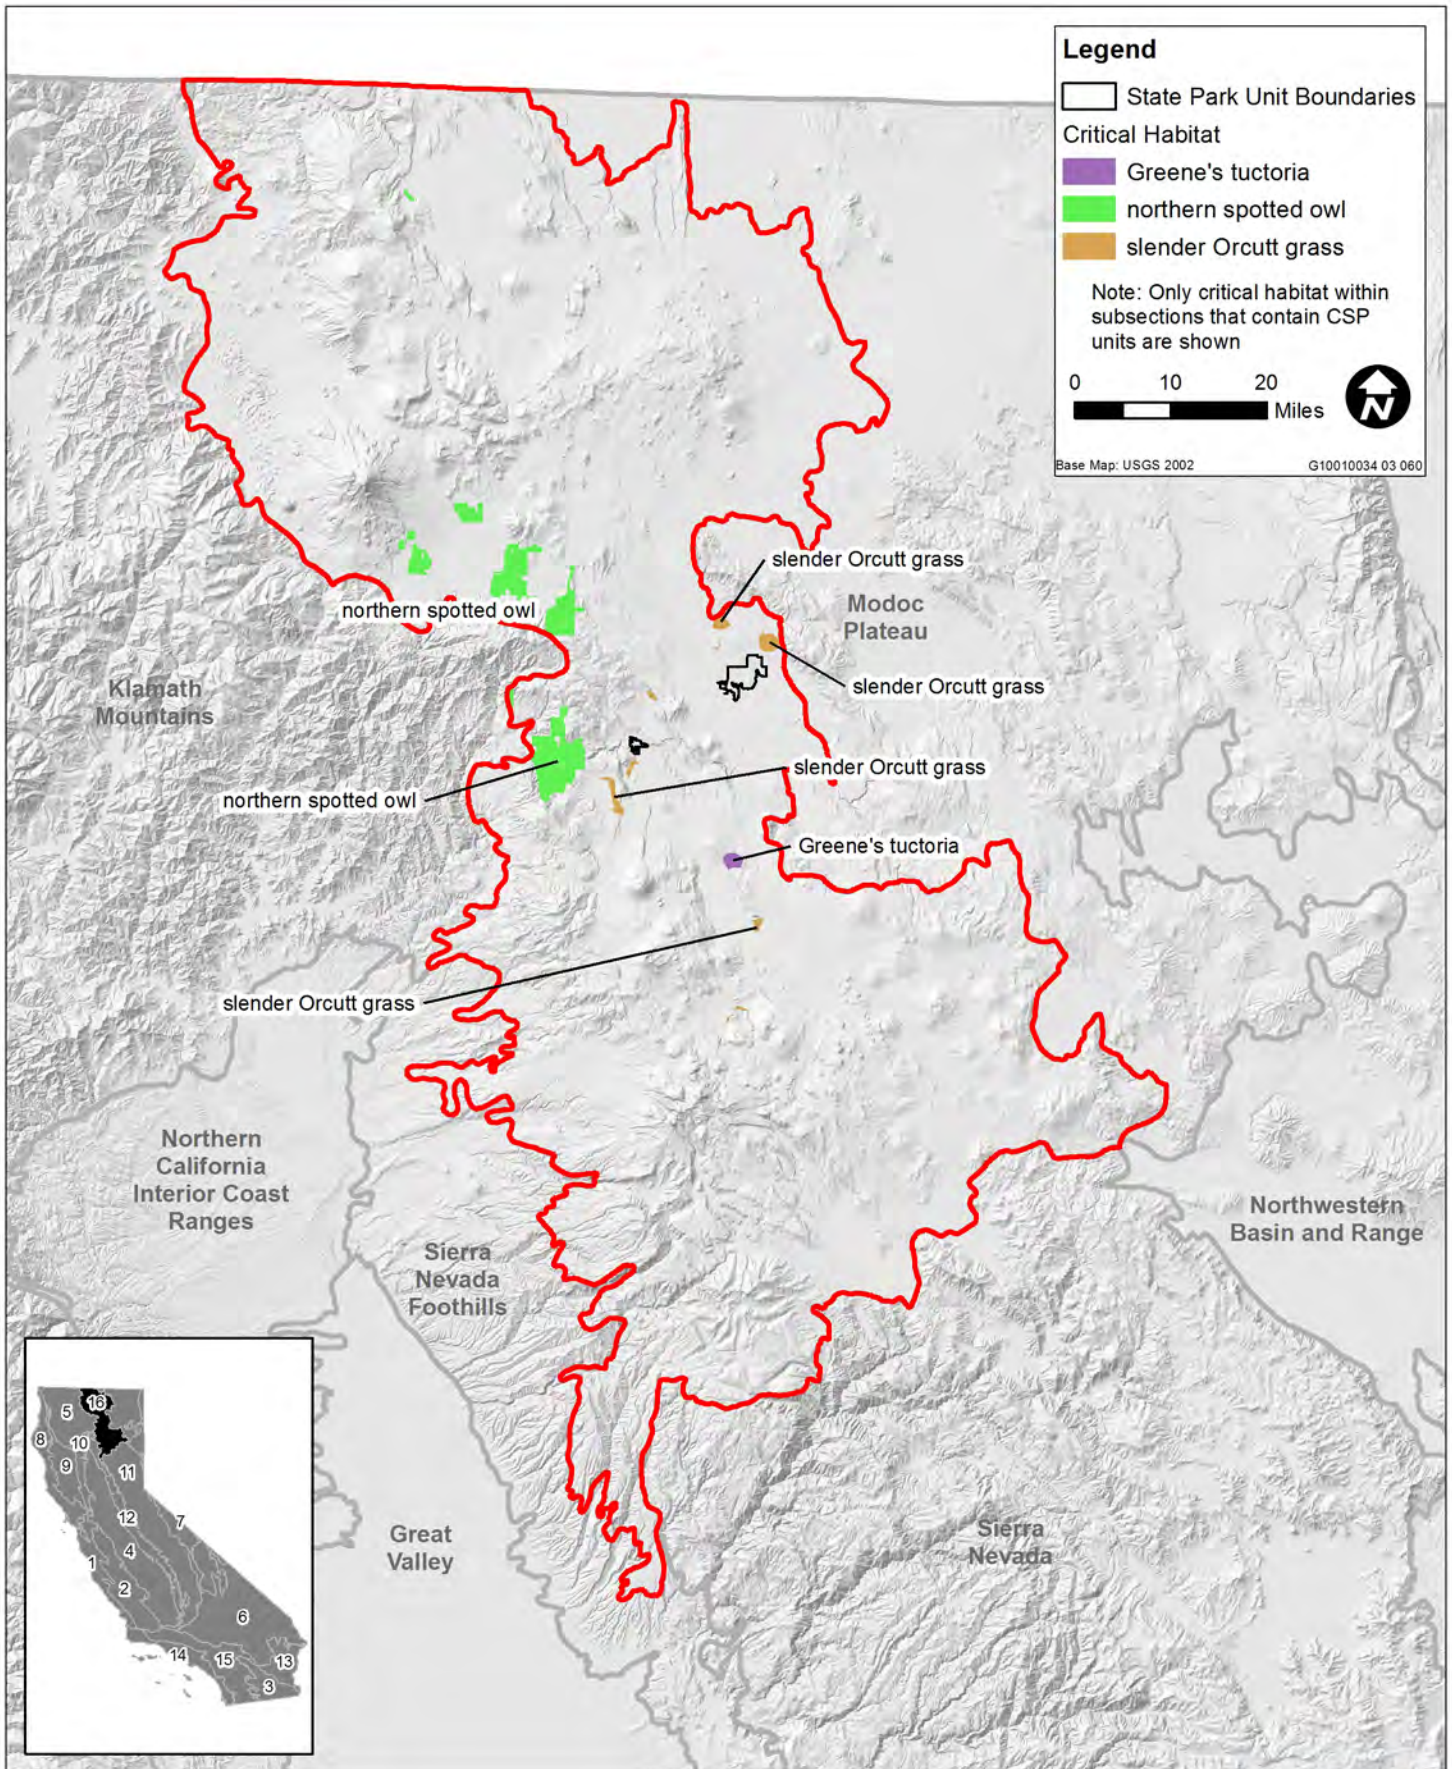 Legend
State Park Unit Boundaries
Critical Habitat
Greene's tuctoria
northern spotted owl
slender Orcutt grass
Note: Only critical habitat within
subsections that contain CSP
units are shown
0 10 20
Miles
N
Base Map: USGS 2002
G10010034 03 060
slender Orcutt grass
northern spotted owl
Modoc
Plateau
slender Orcutt grass
Klamath
Mountains
slender Orcutt grass
northern spotted owl
Greene's tuctoria
slender Orcutt grass
Northern
California
Interior Coast
Ranges
Northwestern
Basin and Range
Sierra
Nevada
Foothills
Great
Valley
Sierra
Nevada
16
5
8
10
9
11
12
7
1
4
2
6
14
15
13
3